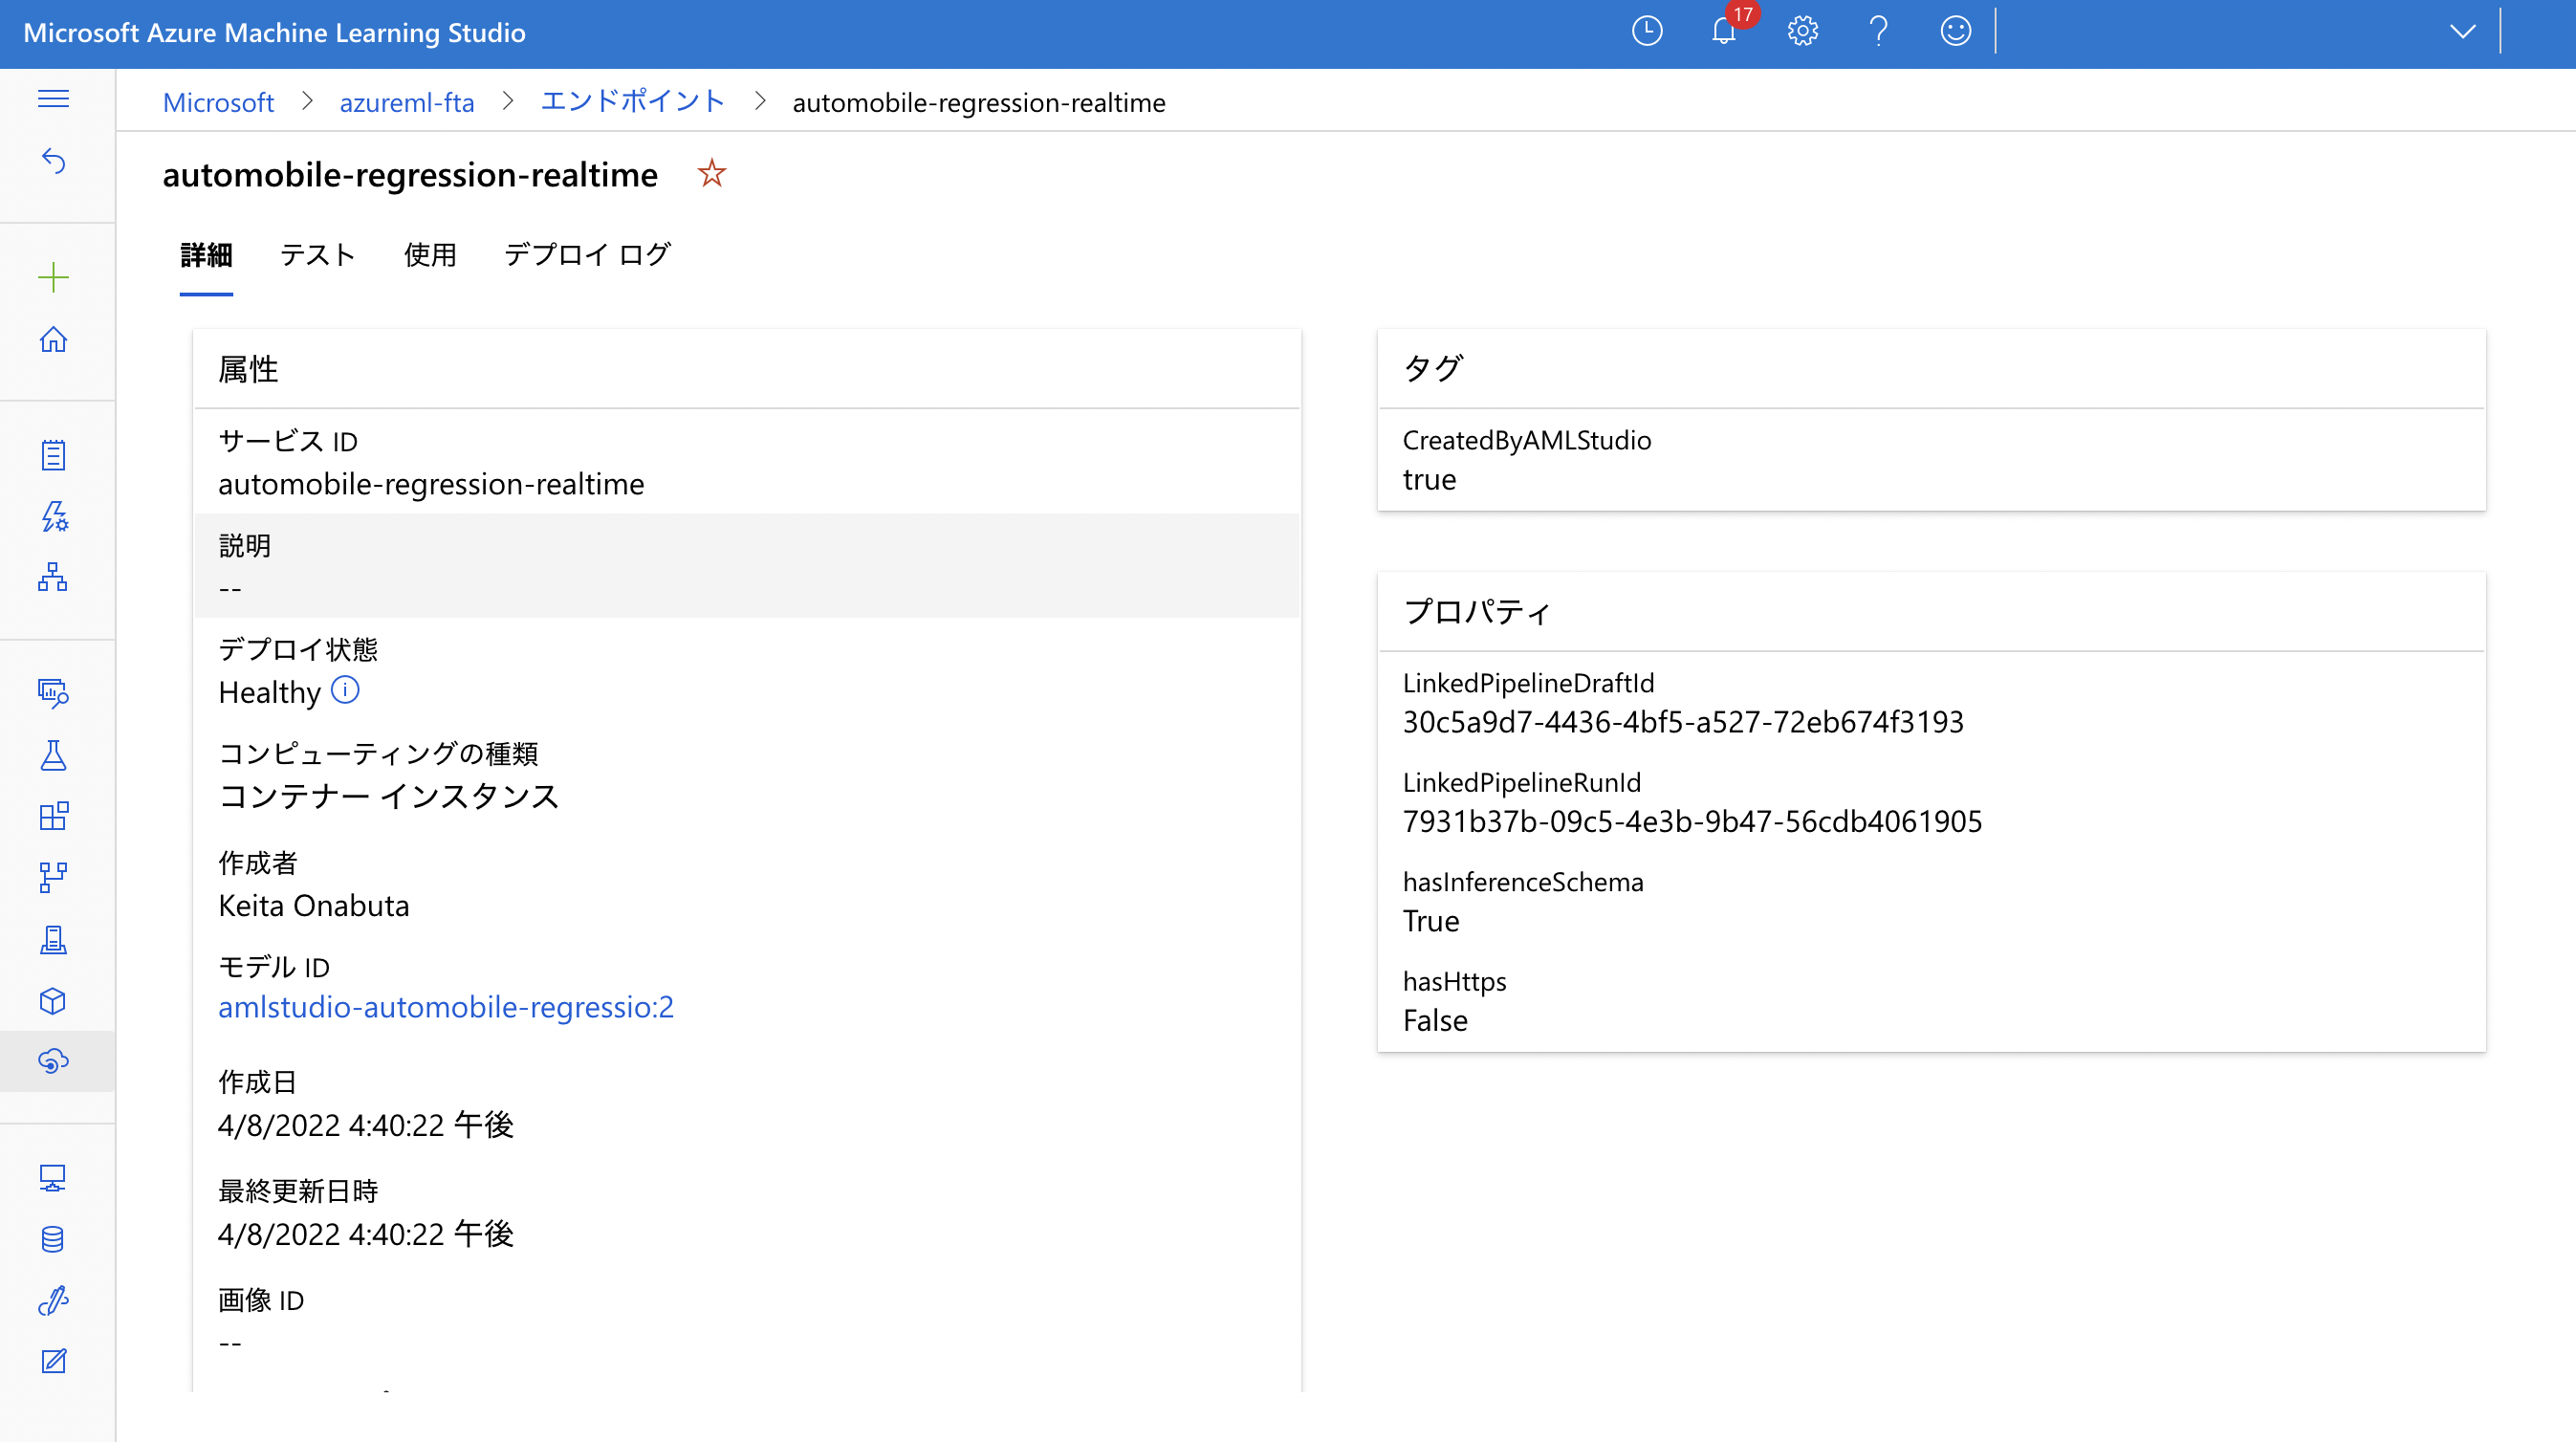 Microsoft Azure Machine Learning Studio
17
Microsoft > azureml-fta > エンドポイント > automobile-regression-realtime
automobile-regression-realtime
詳細 テスト 使用 デプロイ ログ
属性
サービス ID
automobile-regression-realtime
説明
--
デプロイ状態
Healthy
コンピューティングの種類
コンテナー インスタンス
作成者
Keita Onabuta
モデル ID
amlstudio-automobile-regressio:2
作成日
4/8/2022 4:40:22 午後
最終更新日時
4/8/2022 4:40:22 午後
画像 ID
--
タグ
CreatedByAMLStudio
true
プロパティ
LinkedPipelineDraftId
30c5a9d7-4436-4bf5-a527-72eb674f3193
LinkedPipelineRunId
7931b37b-09c5-4e3b-9b47-56cdb4061905
hasInferenceSchema
True
hasHttps
False